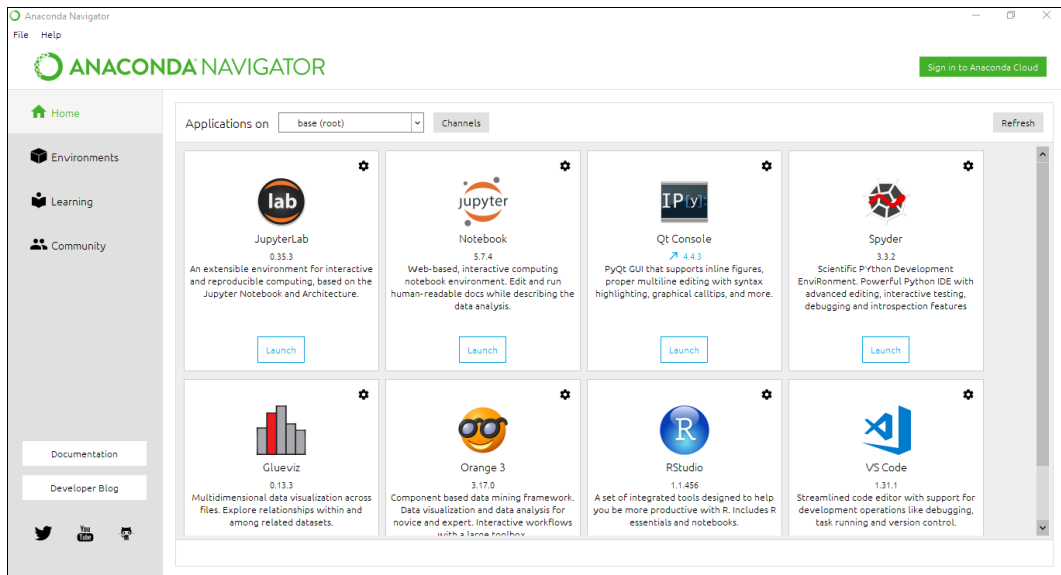 Anaconda Navigator
File Help
ANACONDA NAVIGATOR
Sign in to Anaconda Cloud
Home
Environments
Learning
Community
Documentation
Developer Blog
You
Tube
Applications on base (root) Channels Refresh
lab
JupyterLab
0.35.3
An extensible environment for interactive
and reproducible computing, based on the
Jupyter Notebook and Architecture.
Launch
jupyter
Notebook
5.7.4
Web-based, interactive computing
notebook environment. Edit and run
human-readable docs while describing the
data analysis.
Launch
IP[y]:
Qt Console
4.4.3
PyQt GUI that supports inline figures,
proper multiline editing with syntax
highlighting, graphical calltips, and more.
Launch
Spyder
3.3.2
Scientific PYthon Development
EnviRonment. Powerful Python IDE with
advanced editing, interactive testing,
debugging and introspection features
Launch
Glueviz
0.13.3
Multidimensional data visualization across
files. Explore relationships within and
among related datasets.
Orange 3
3.17.0
Component based data mining framework.
Data visualization and data analysis for
novice and expert. Interactive workflows
with a large toolbox.
R
RStudio
1.1.456
A set of integrated tools designed to help
you be more productive with R. Includes R
essentials and notebooks.
VS Code
1.31.1
Streamlined code editor with support for
development operations like debugging,
task running and version control.